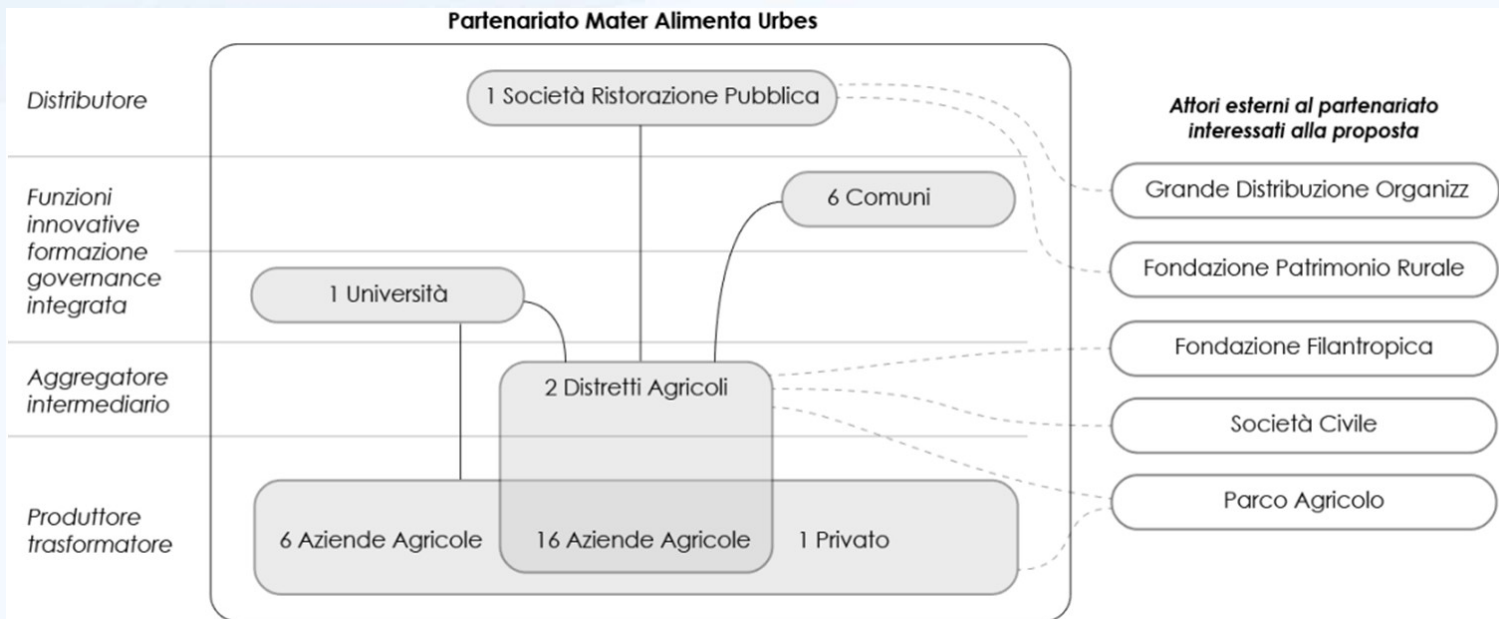 Partenariato Mater Alimenta Urbes
Distributore
1 Società Ristorazione Pubblica
Attori esterni al partenariato
interessati alla proposta
Funzioni
innovative
formazione
governance
integrata
6 Comuni
1 Università
Grande Distribuzione Organizz
Fondazione Patrimonio Rurale
Fondazione Filantropica
Società Civile
Parco Agricolo
Aggregatore
intermediario
2 Distretti Agricoli
Produttore
trasformatore
6 Aziende Agricole
16 Aziende Agricole
1 Privato